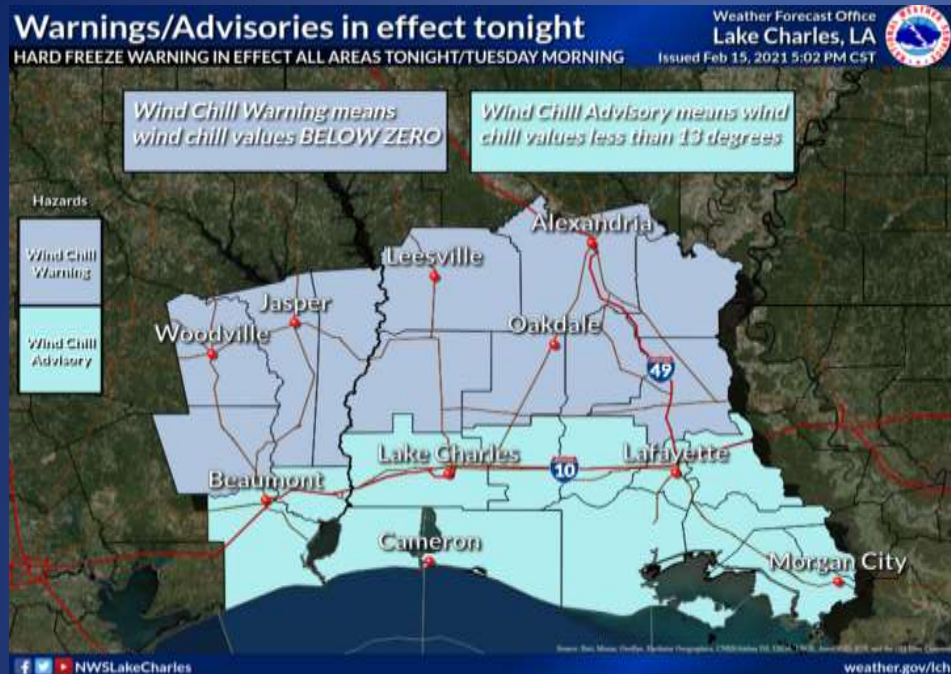 Warnings/Advisories in effect tonight
HARD FREEZE WARNING IN EFFECT ALL AREAS TONIGHT/TUESDAY MORNING
Weather Forecast Office
Lake Charles, LA
Issued Feb 15, 2021 5:02 PM CST
Wind Chill Warning means
wind chill values BELOW ZERO
Wind Chill Advisory means wind
chill values less than 13 degrees
Hazards
Wind Chill
Warning
Wind Chill
Advisory
Alexandria
Leesville
Jasper
Woodville
Oakdale
49
Lake Charles
10
Lafayette
Beaumont
Cameron
Morgan City
NWSLakeCharles
weather.gov/lch